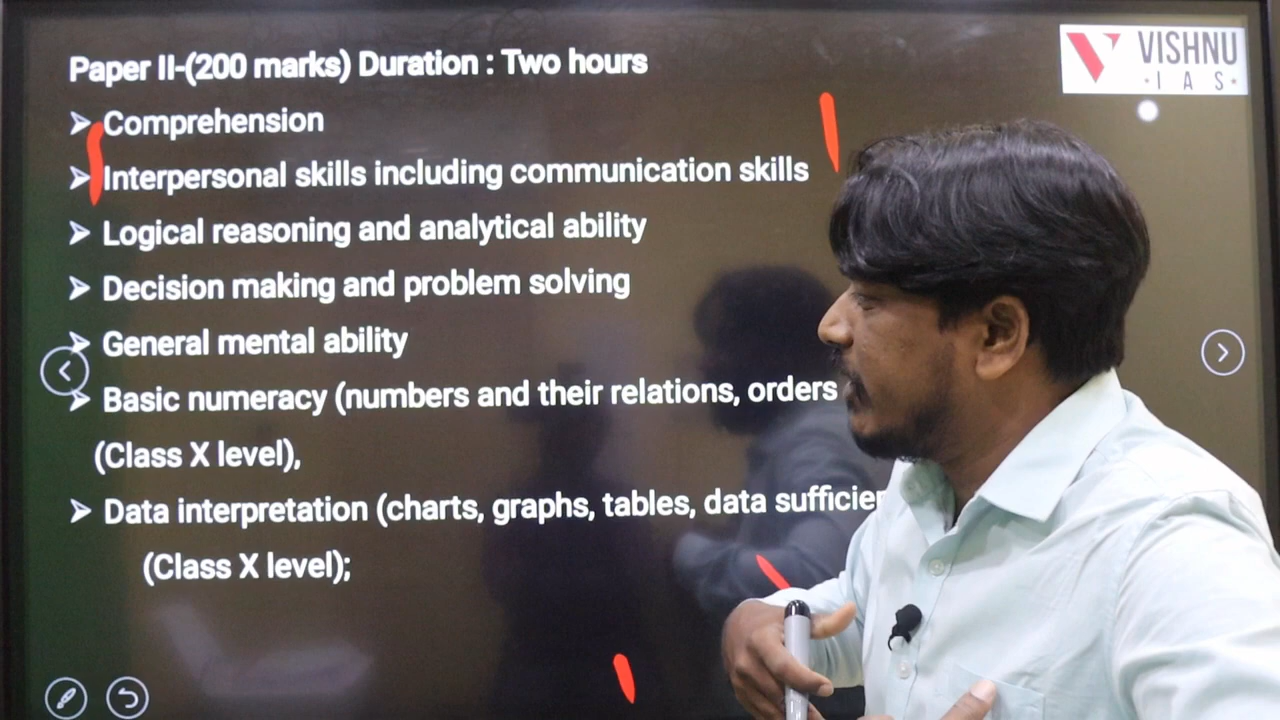 Paper II-(200 marks) Duration : Two hours
VISHNU
IAS
➤ Comprehension
➤ Interpersonal skills including communication skills
➤ Logical reasoning and analytical ability
➤ Decision making and problem solving
➤ General mental ability
➤ Basic numeracy (numbers and their relations, orders
(Class X level),
➤ Data interpretation (charts, graphs, tables, data
(Class X level);